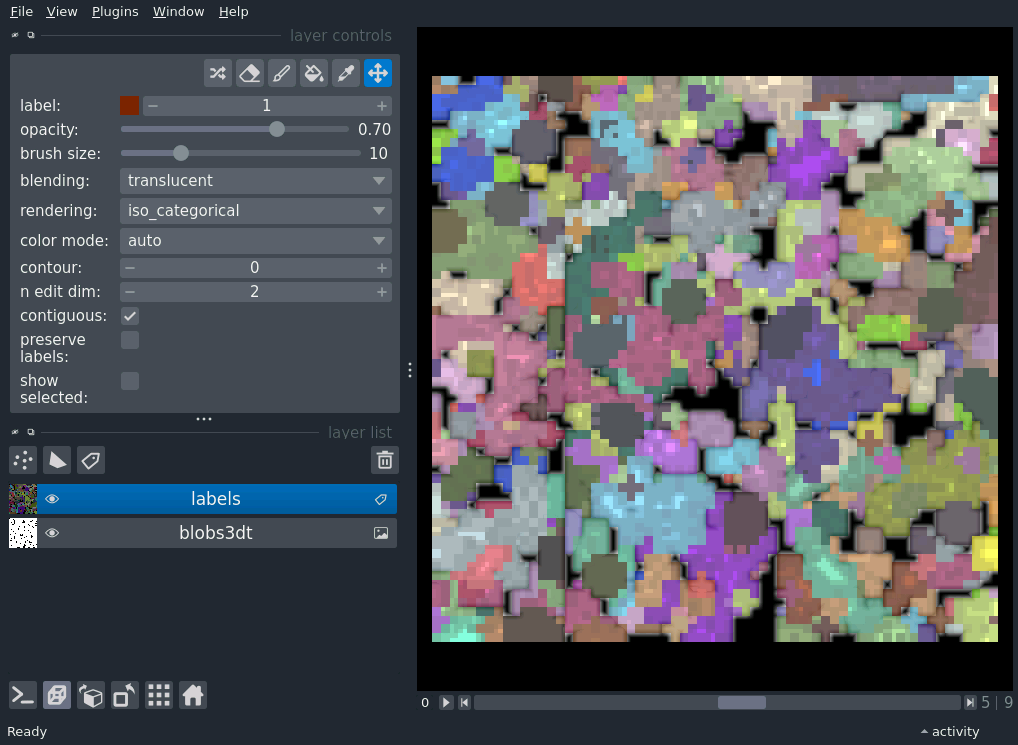 File View Plugins Window Help
layer controls
label: 1
opacity: 0.70
brush size: 10
blending: translucent
rendering: iso_categorical
color mode: auto
contour: 0
n edit dim: 2
contiguous:
preserve
labels:
show
selected:
layer list
labels
blobs3dt
0 5 | 9
Ready activity